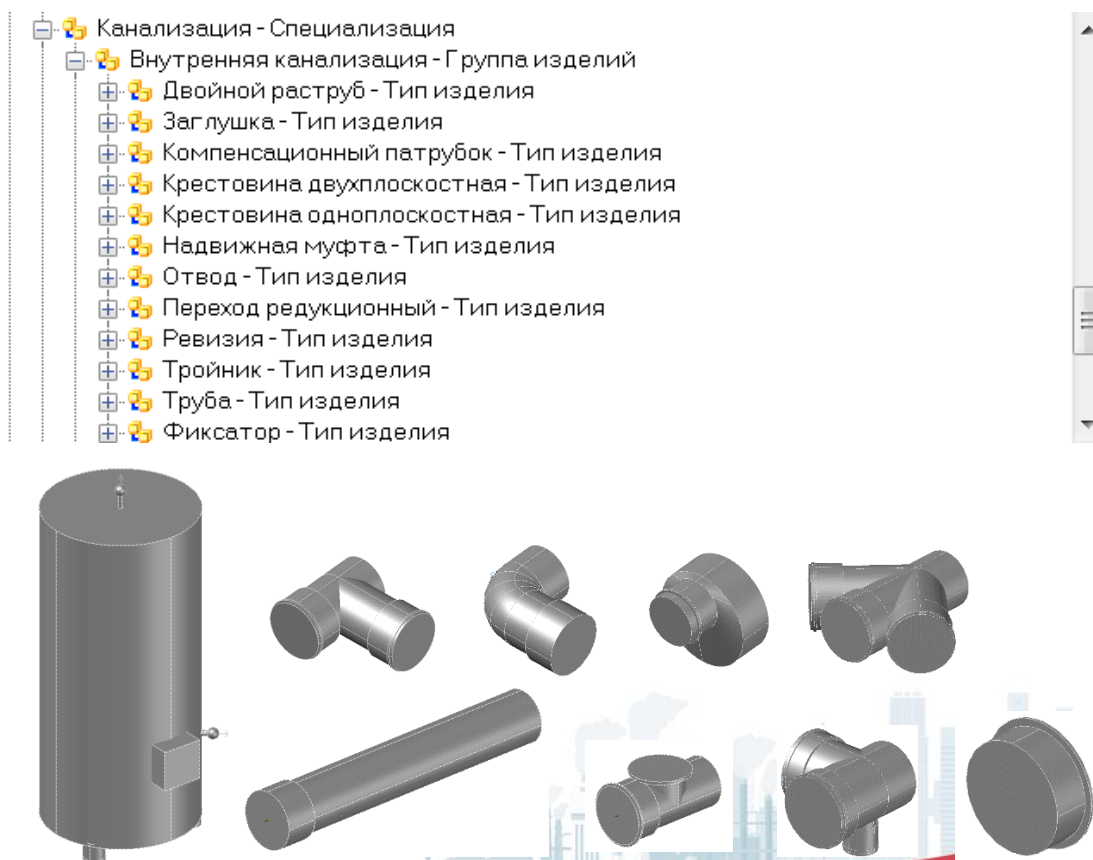 Канализация - Специализация
Внутренняя канализация - Группа изделий
Двойной раструб - Тип изделия
Заглушка - Тип изделия
Компенсационный патрубок - Тип изделия
Крестовина двухплоскостная - Тип изделия
Крестовина одноплоскостная - Тип изделия
Надвижная муфта - Тип изделия
Отвод - Тип изделия
Переход редукционный - Тип изделия
Ревизия - Тип изделия
Тройник - Тип изделия
Труба - Тип изделия
Фиксатор - Тип изделия